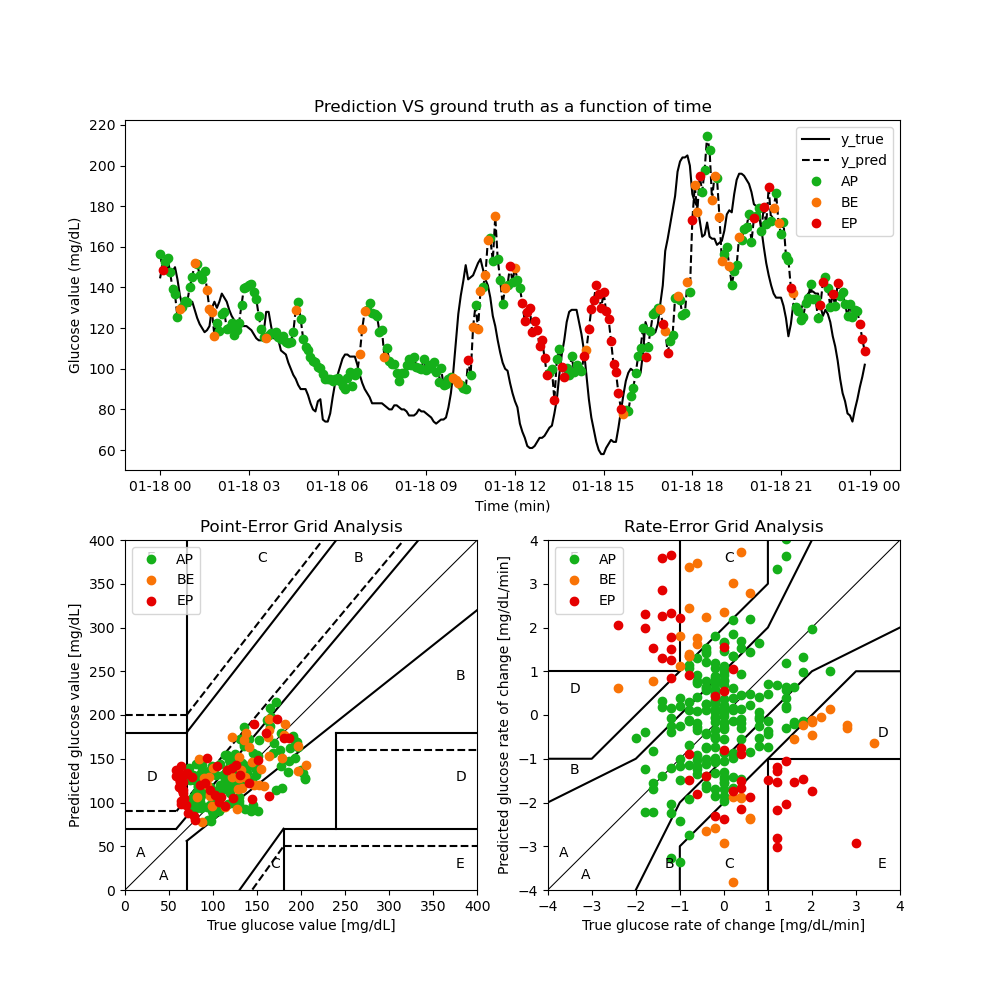 Prediction VS ground truth as a function of time
Glucose value (mg/dL)
220
200
180
160
140
120
100
80
60
y_true
y_pred
AP
BE
EP
01-18 00 01-18 03 01-18 06 01-18 09 01-18 12 01-18 15 01-18 18 01-18 21 01-19 00
Time (min)
Point-Error Grid Analysis
Predicted glucose value [mg/dL]
400
350
300
250
200
150
100
50
0
AP
BE
EP
C B
B
D D
A
A C E
0 50 100 150 200 250 300 350 400
True glucose value [mg/dL]
Rate-Error Grid Analysis
Predicted glucose rate of change [mg/dL/min]
4
3
2
1
0
−1
−2
−3
−4
AP
BE
EP
C
D
D
B
A
A B C E
−4 −3 −2 −1 0 1 2 3 4
True glucose rate of change [mg/dL/min]